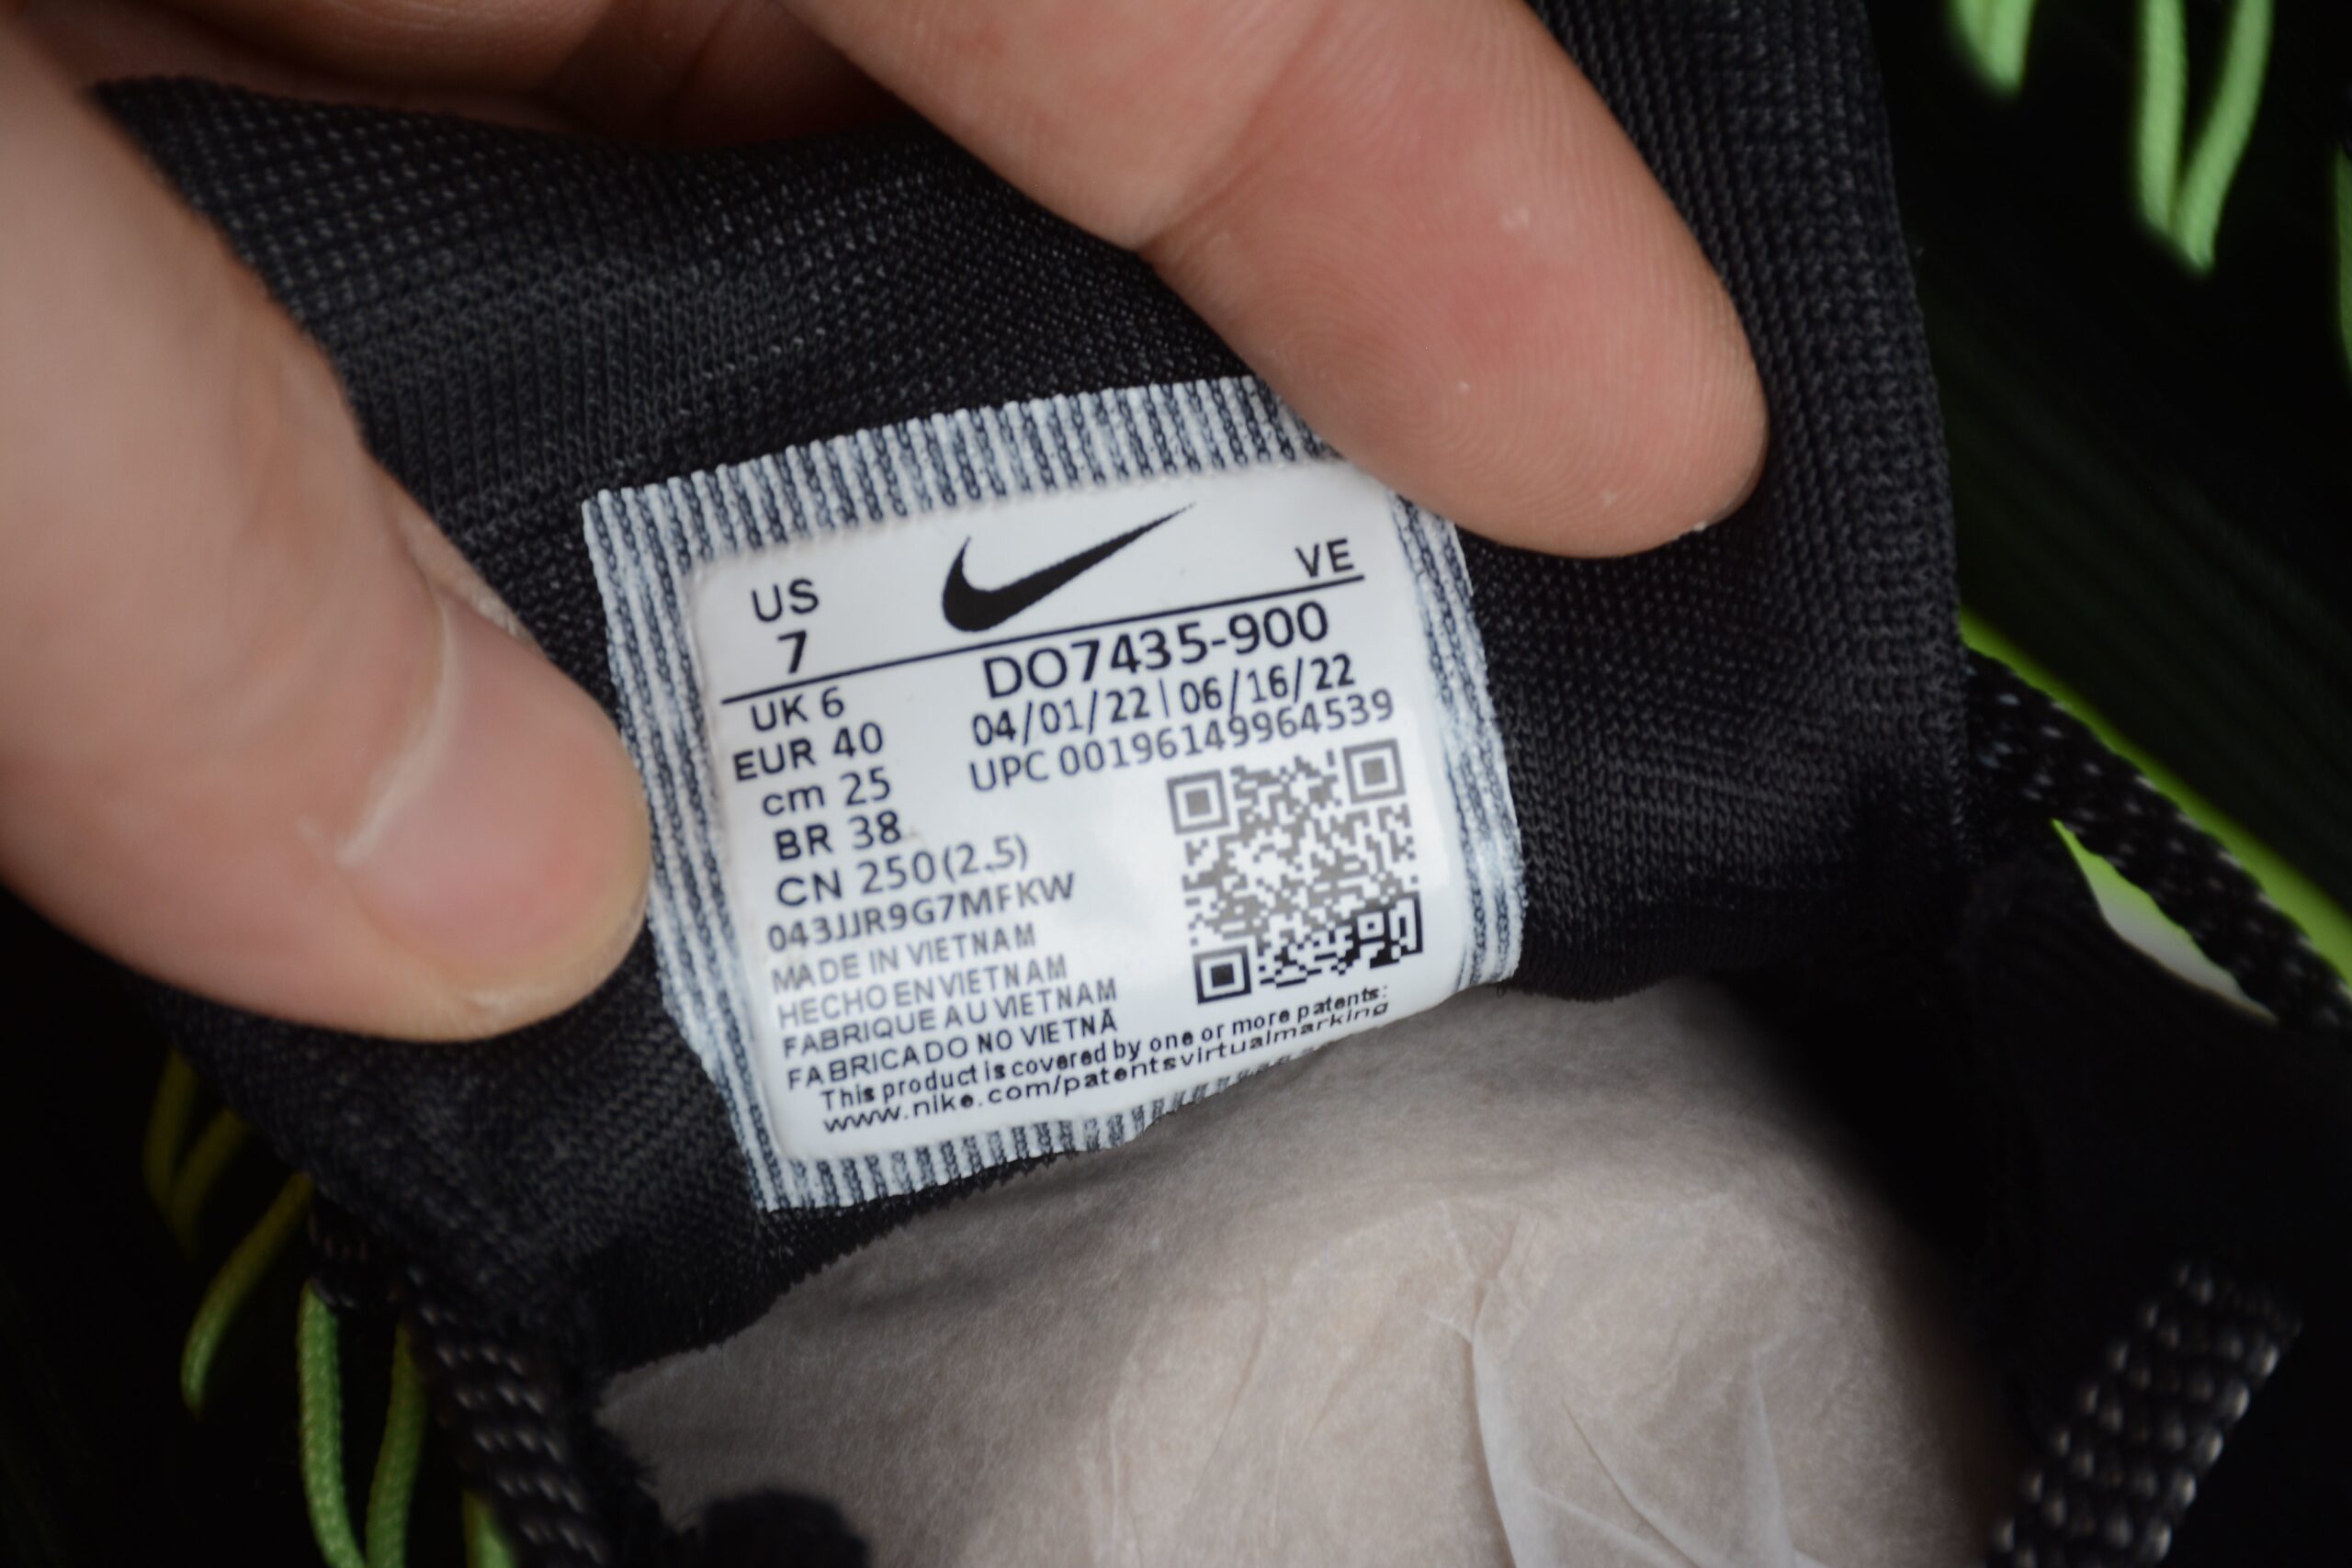 US
7
VE
UK 6
EUR 40
cm 25
BR 38
CN 250(2.5)
DO7435-900
04/01/22 | 06/16/22
UPC 00196149964539
043JJR9G7MFKW
MADE IN VIETNAM
HECHO EN VIETNAM
FABRIQUE AU VIETNAM
FABRICADO NO VIETNÃ
This product is covered by one or more patents:
www.nike.com/patentsvirtualmarking